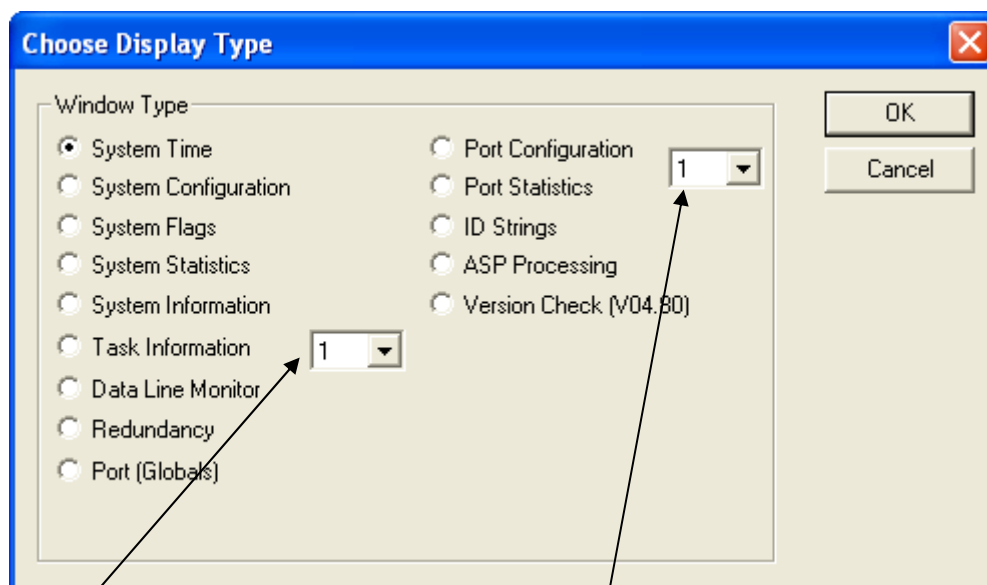 Choose Display Type
Window Type
System Time
System Configuration
System Flags
System Statistics
System Information
Task Information 1
Data Line Monitor
Redundancy
Port (Globals)
Port Configuration
1
Port Statistics
ID Strings
ASP Processing
Version Check (V04.80)
OK
Cancel